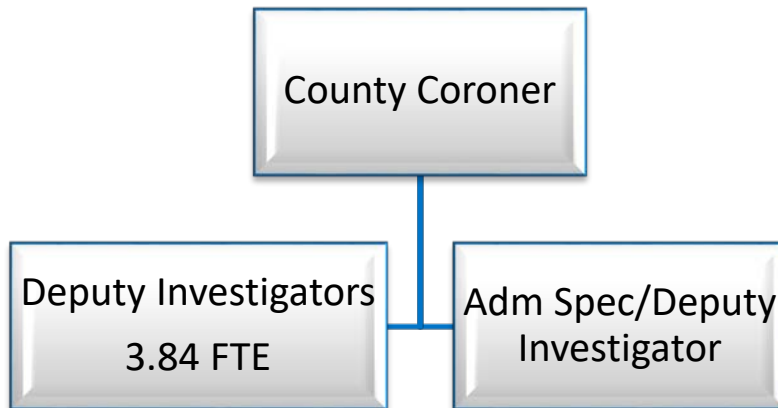 County Coroner
Deputy Investigators
3.84 FTE
Adm Spec/Deputy
Investigator